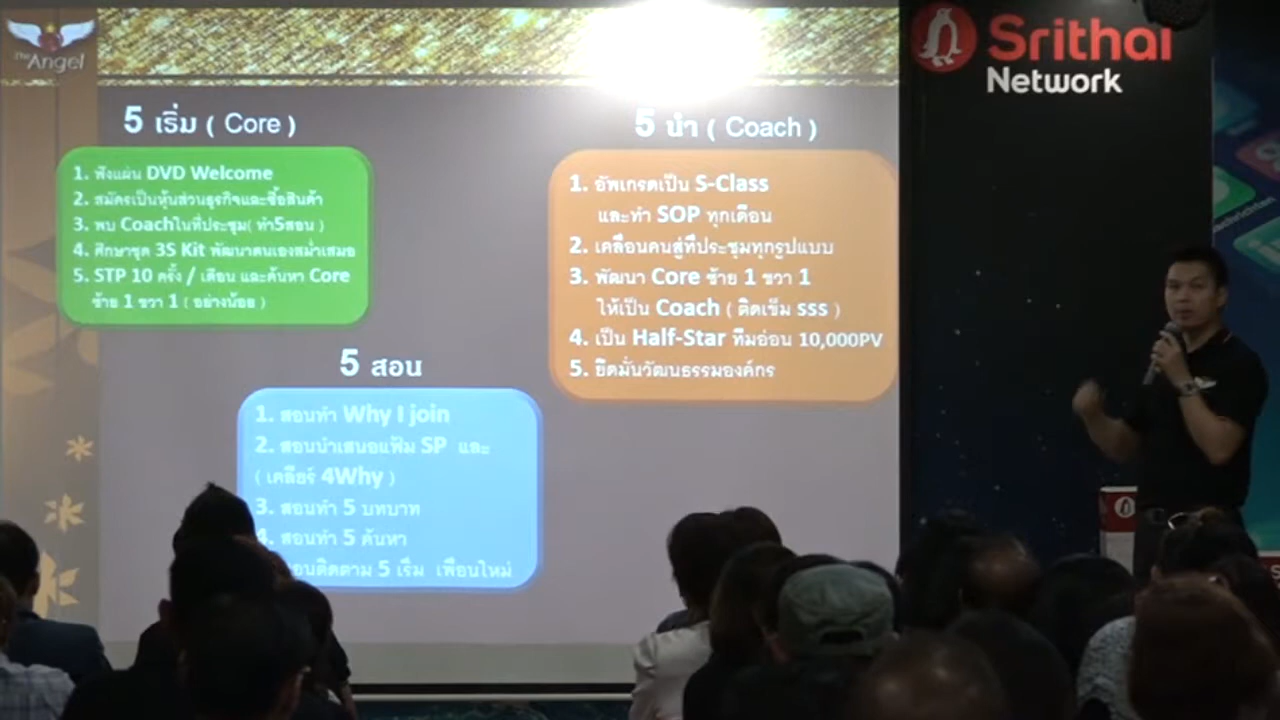 The Angel
Srithai
Network
5 เริ่ม ( Core )
1. ฟังแผ่น DVD Welcome
2. สมัครเป็นหุ้นส่วนธุรกิจและซื้อสินค้า
3. พบ Coachในที่ประชุม( ทำ5สอน )
4. ศึกษาชุด 3S Kit พัฒนาตนเองสม่ำเสมอ
5. STP 10 ครั้ง / เดือน และค้นหา Core
ซ้าย 1 ขวา 1 ( อย่างน้อย )
5 นำ ( Coach )
1. อัพเกรดเป็น S-Class
และทำ SOP ทุกเดือน
2. เคลื่อนคนสู่ที่ประชุมทุกรูปแบบ
3. พัฒนา Core ซ้าย 1 ขวา 1
ให้เป็น Coach ( ติดเข็ม sss )
4. เป็น Half-Star ทีมอ่อน 10,000PV
5. ยึดมั่นวัฒนธรรมองค์กร
5 สอน
1. สอนทำ Why I join
2. สอนนำเสนอแฟ้ม SP และ
( เคลียร์ 4Why )
3. สอนทำ 5 บทบาท
4. สอนทำ 5 ค้นหา
สอนติดตาม 5 เริ่ม เพื่อนใหม่